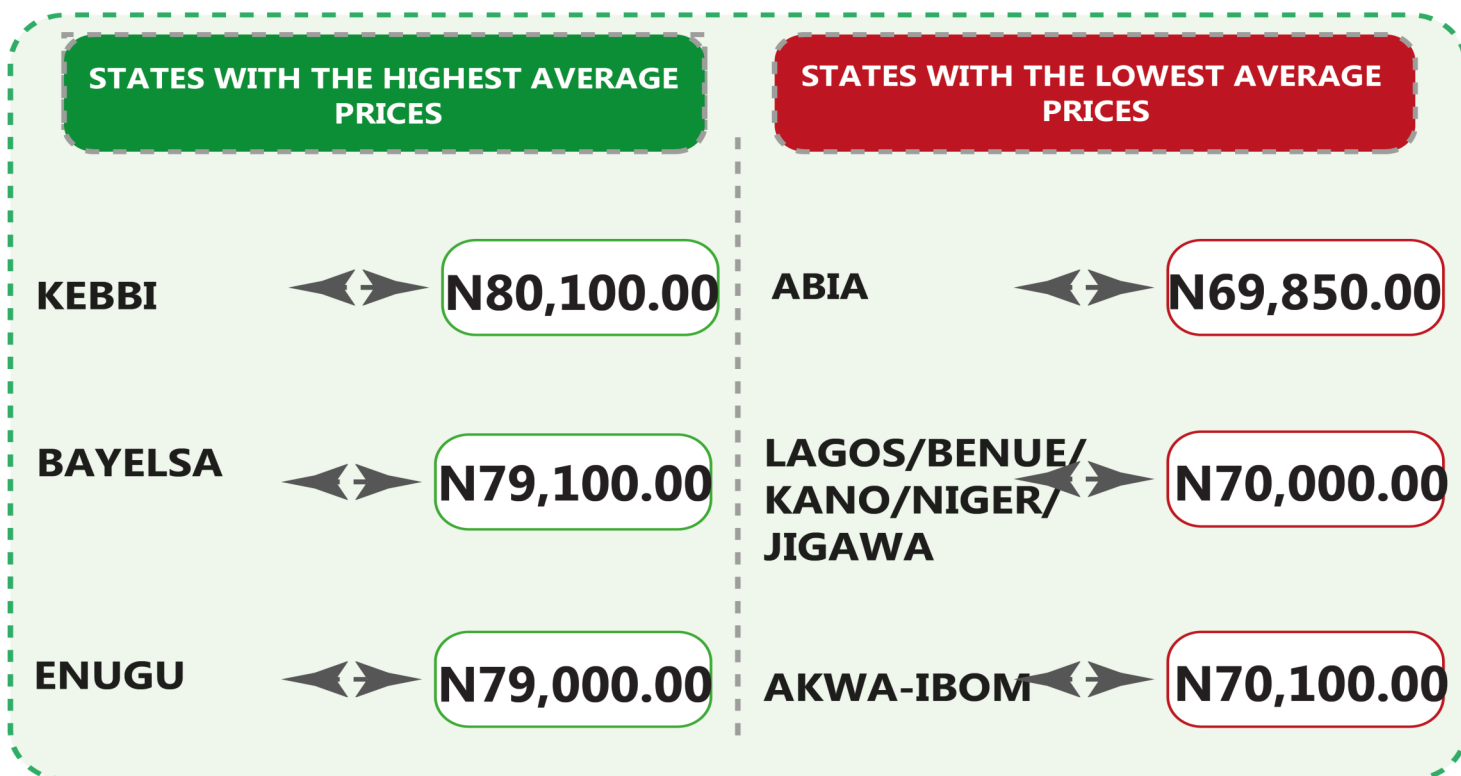 STATES WITH THE HIGHEST AVERAGE
PRICES
KEBBI
N80,100.00
BAYELSA
N79,100.00
ENUGU
N79,000.00
STATES WITH THE LOWEST AVERAGE
PRICES
ABIA
N69,850.00
LAGOS/BENUE/
KANO/NIGER/
JIGAWA
N70,000.00
AKWA-IBOM
N70,100.00